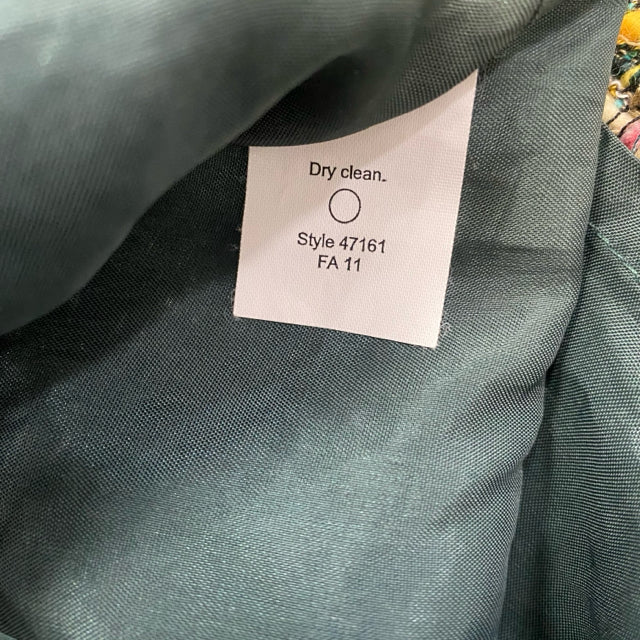 Dry clean.
Style 47161
FA 11